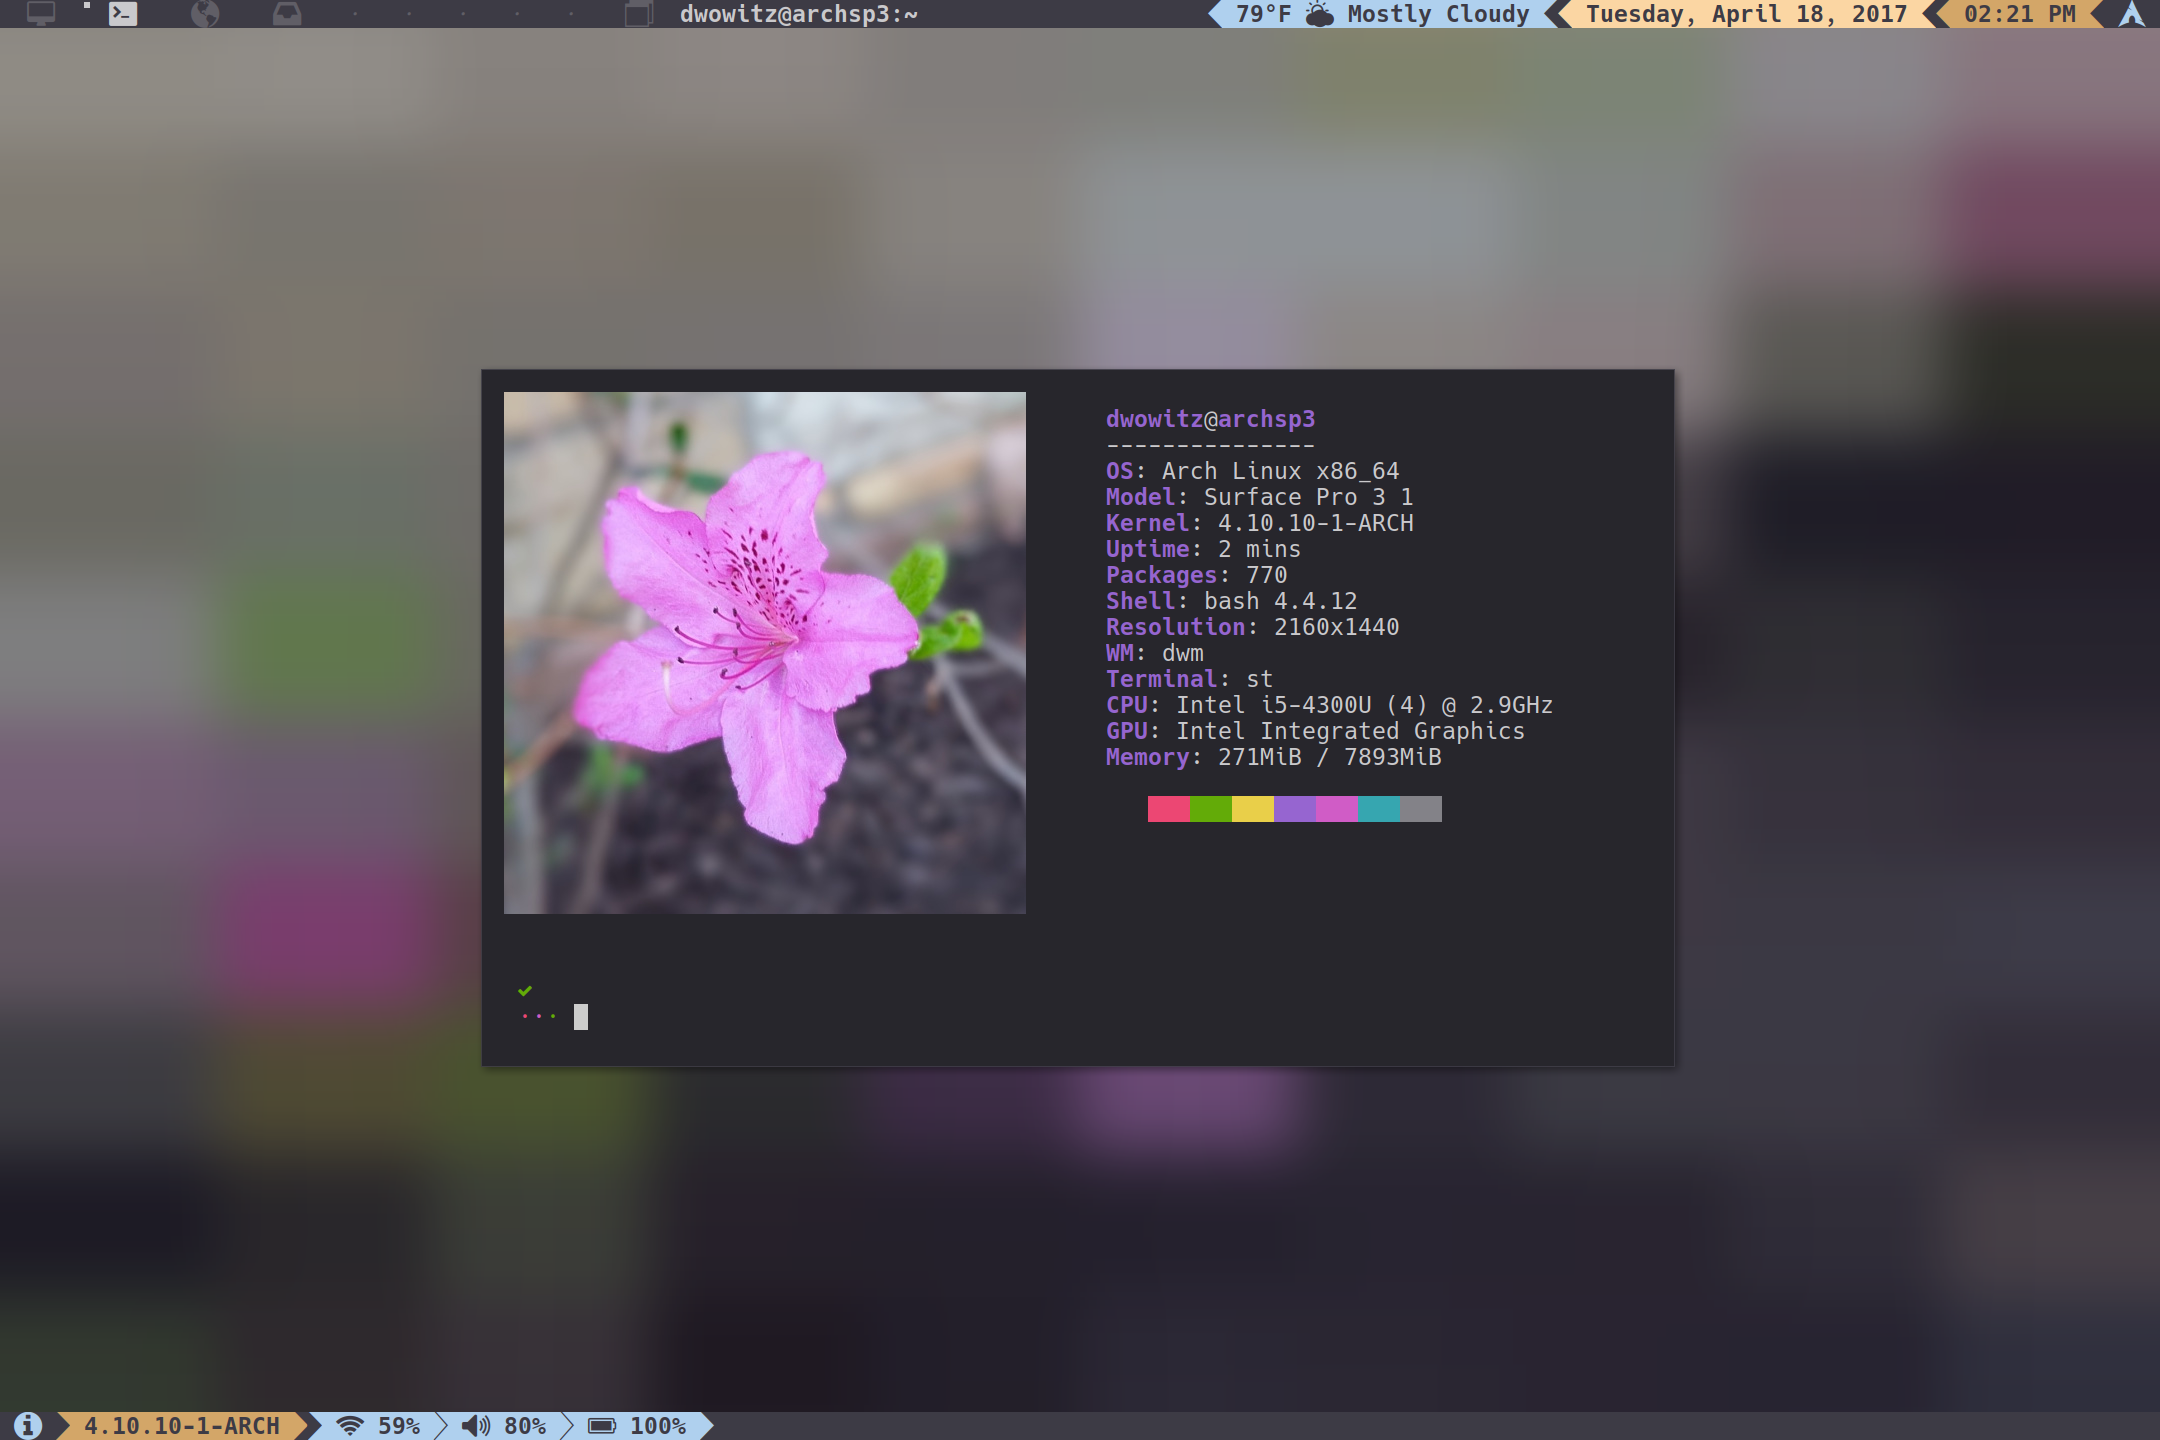 dwowitz@archsp3:~
79°F Mostly Cloudy
Tuesday, April 18, 2017
02:21 PM
dwowitz@archsp3
---------------
OS: Arch Linux x86_64
Model: Surface Pro 3 1
Kernel: 4.10.10-1-ARCH
Uptime: 2 mins
Packages: 770
Shell: bash 4.4.12
Resolution: 2160x1440
WM: dwm
Terminal: st
CPU: Intel i5-4300U (4) @ 2.9GHz
GPU: Intel Integrated Graphics
Memory: 271MiB / 7893MiB
4.10.10-1-ARCH
59%
80%
100%